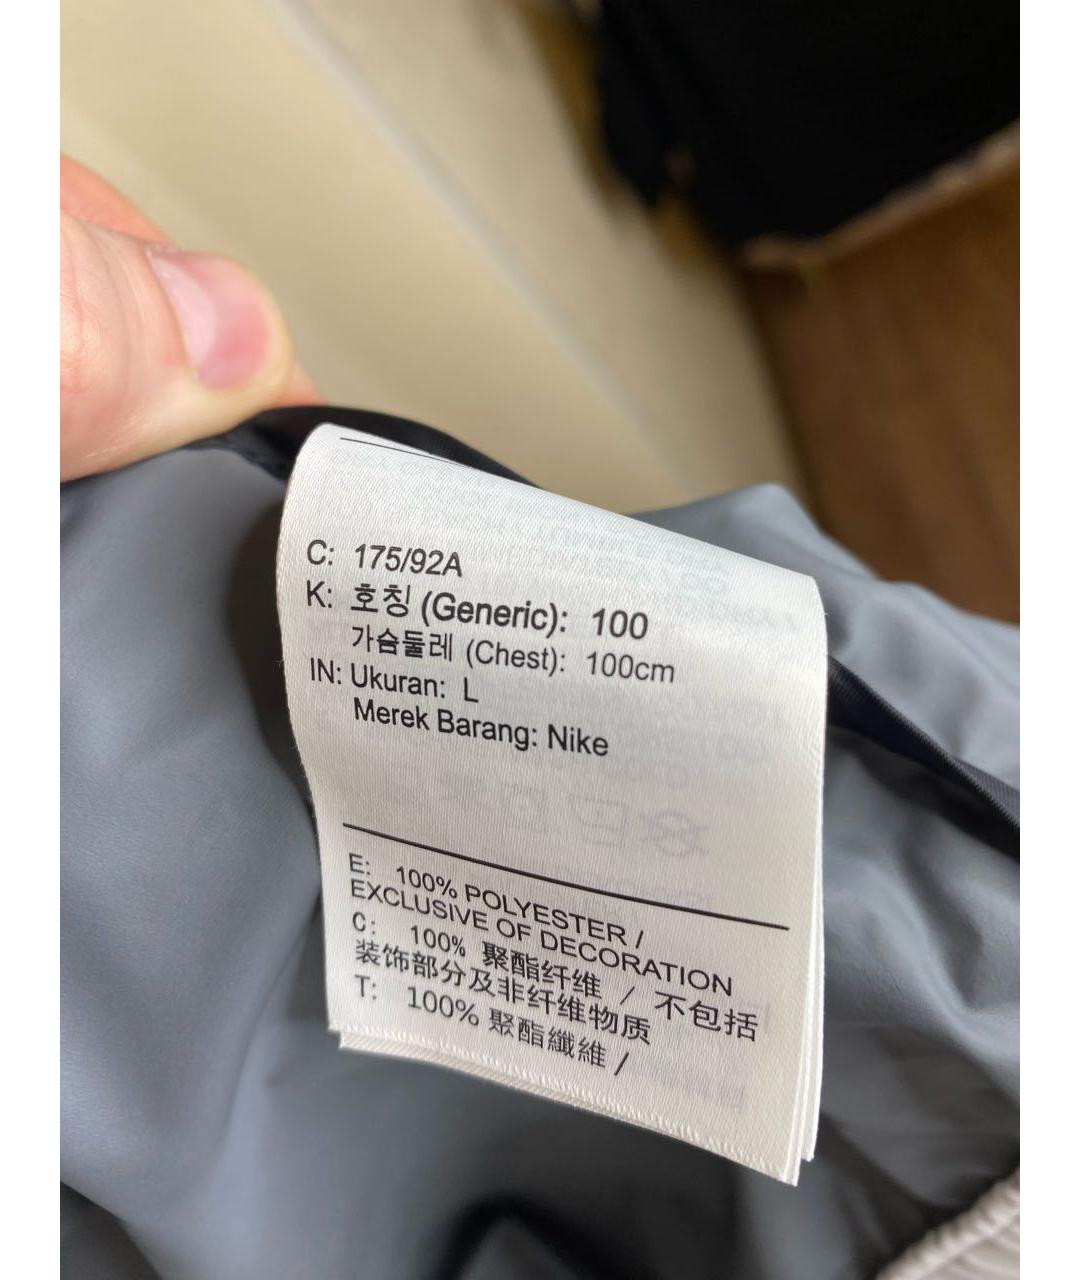 C: 175/92A
K: 호칭 (Generic): 100
가슴둘레 (Chest): 100cm
IN: Ukuran: L
Merek Barang: Nike
E: 100% POLYESTER /
EXCLUSIVE OF DECORATION
C: 100% 聚酯纤维 / 不包括
装饰部分及非纤维物质
T: 100% 聚酯纖維 /